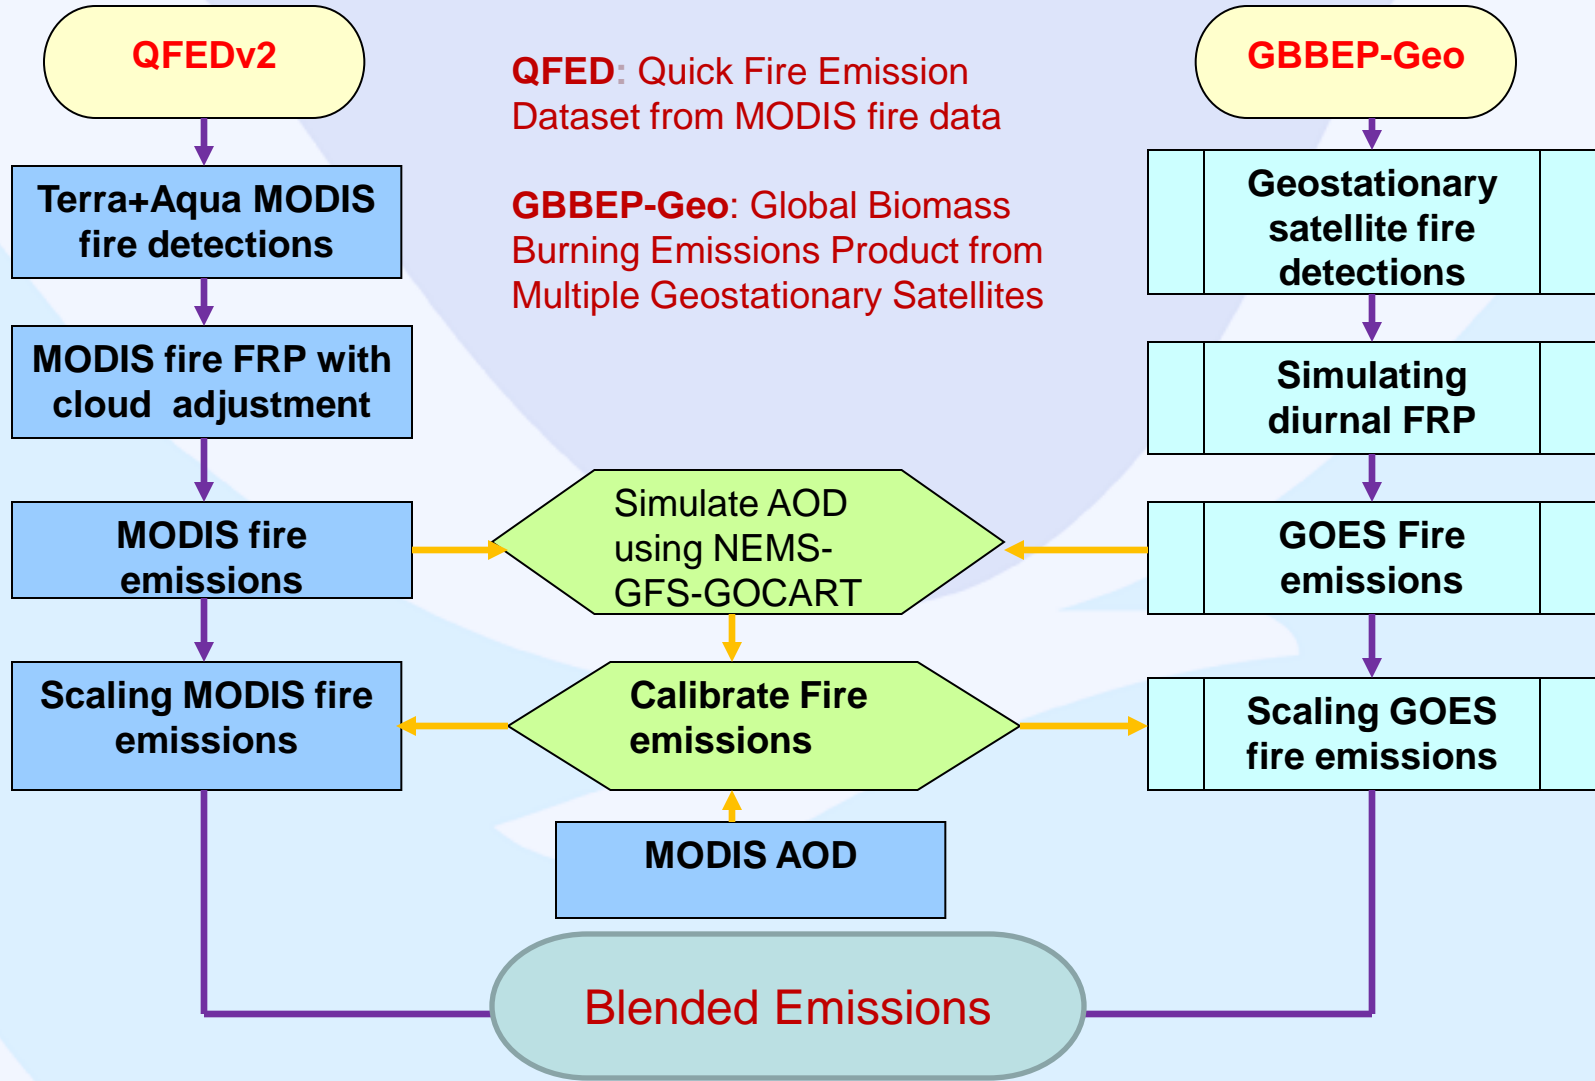 QFEDv2
QFED: Quick Fire Emission
Dataset from MODIS fire data
GBBEP-Geo: Global Biomass
Burning Emissions Product from
Multiple Geostationary Satellites
GBBEP-Geo
Terra+Aqua MODIS
fire detections
MODIS fire FRP with
cloud adjustment
MODIS fire
emissions
Scaling MODIS fire
emissions
Simulate AOD
using NEMS-
GFS-GOCART
Calibrate Fire
emissions
MODIS AOD
Geostationary
satellite fire
detections
Simulating
diurnal FRP
GOES Fire
emissions
Scaling GOES
fire emissions
Blended Emissions